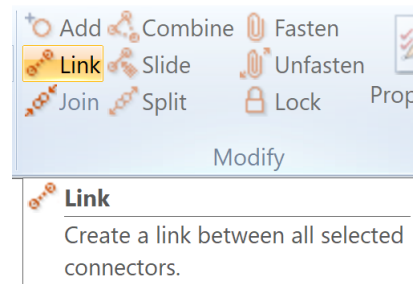 Add Combine Fasten
Link Slide Unfasten
Join Split Lock
Prop
Modify
Link
Create a link between all selected
connectors.